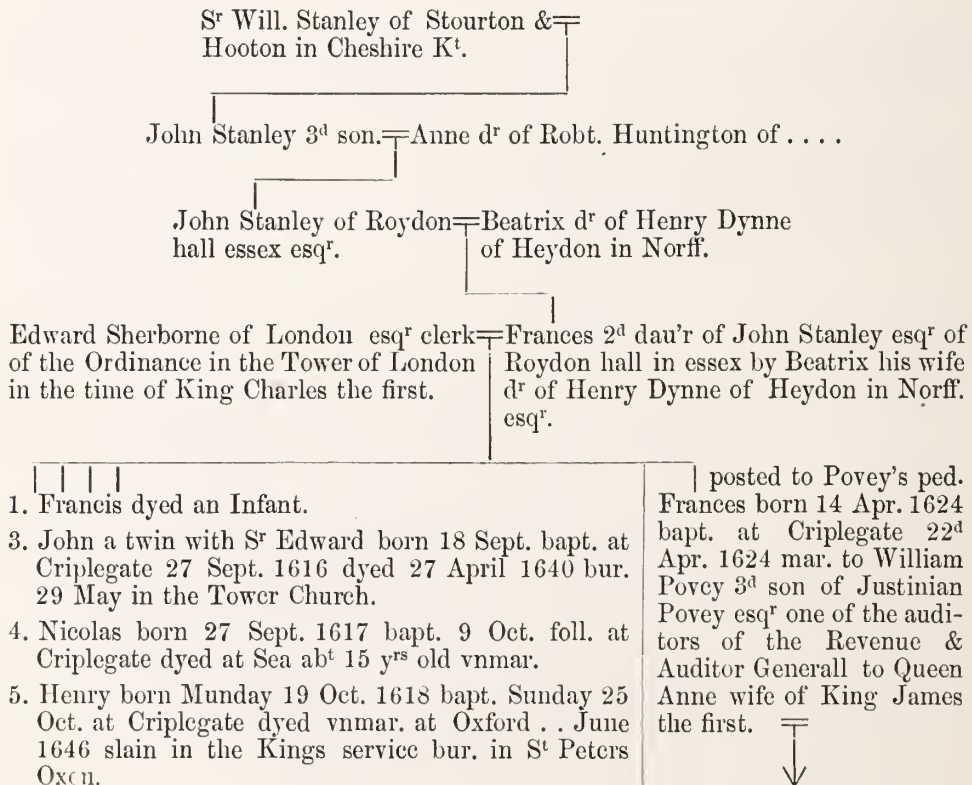 Sʳ Will. Stanley of Stourton &
Hooton in Cheshire Kᵗ.
John Stanley 3ᵈ son.
Anne dʳ of Robt. Huntington of . . . .
John Stanley of Roydon
hall essex esqʳ.
Beatrix dʳ of Henry Dynne
of Heydon in Norff.
Edward Sherborne of London esqʳ clerk
of the Ordinance in the Tower of London
in the time of King Charles the first.
Frances 2ᵈ dau'r of John Stanley esqʳ of
Roydon hall in essex by Beatrix his wife
dʳ of Henry Dynne of Heydon in Norff.
esqʳ.
1. Francis dyed an Infant.
3. John a twin with Sʳ Edward born 18 Sept. bapt. at
Criplegate 27 Sept. 1616 dyed 27 April 1640 bur.
29 May in the Tower Church.
4. Nicolas born 27 Sept. 1617 bapt. 9 Oct. foll. at
Criplegate dyed at Sea abᵗ 15 yʳˢ old vnmar.
5. Henry born Munday 19 Oct. 1618 bapt. Sunday 25
Oct. at Criplegate dyed vnmar. at Oxford . . June
1646 slain in the Kings service bur. in Sᵗ Peters
Oxon.
posted to Povey's ped.
Frances born 14 Apr. 1624
bapt. at Criplegate 22ᵈ
Apr. 1624 mar. to William
Povey 3ᵈ son of Justinian
Povey esqʳ one of the audi-
tors of the Revenue &
Auditor Generall to Queen
Anne wife of King James
the first.